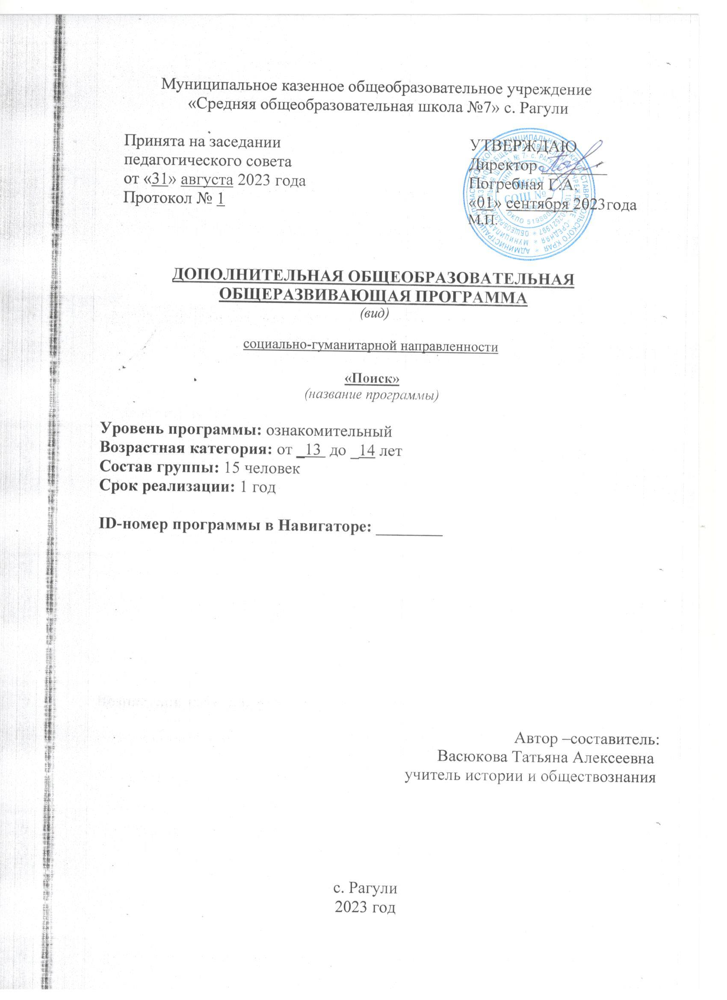 Муниципальное казенное общеобразовательное учреждение
«Средняя общеобразовательная школа №7» с. Рагули
Принята на заседании
педагогического совета
от «31» августа 2023 года
Протокол № 1
УТВЕРЖДАЮ
Директор
Погребная Г.А.
«01» сентября 2023года
М.П.
МКОУ
СОШ №
ДОПОЛНИТЕЛЬНАЯ ОБЩЕОБРАЗОВАТЕЛЬНАЯ
ОБЩЕРАЗВИВАЮЩАЯ ПРОГРАММА
(вид)
социально-гуманитарной направленности
«Поиск»
(название программы)
Уровень программы: ознакомительный
Возрастная категория: от _13_ до _14 лет
Состав группы: 15 человек
Срок реализации: 1 год
ID-номер программы в Навигаторе: ________
Автор –составитель:
Васюкова Татьяна Алексеевна
учитель истории и обществознания
с. Рагули
2023 год